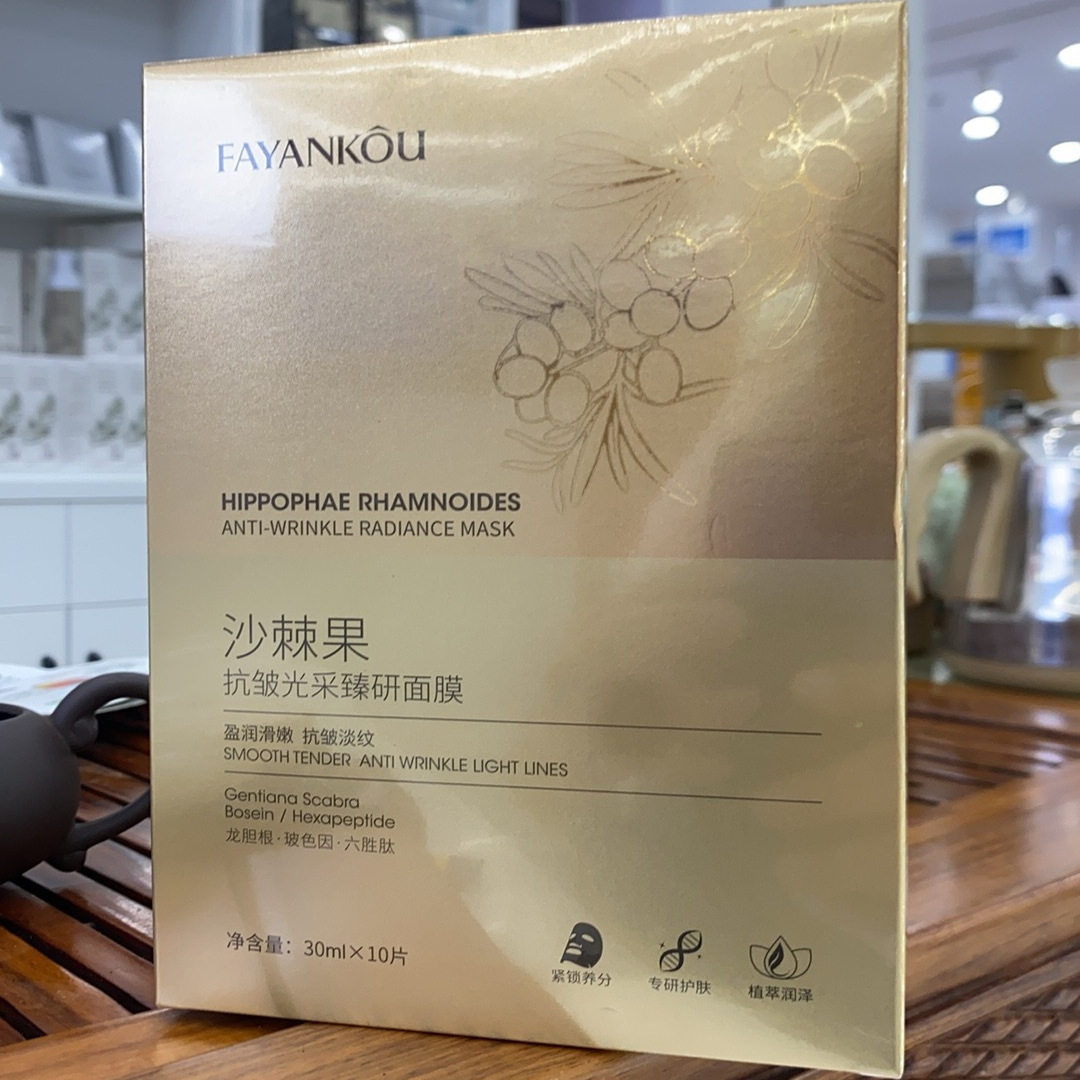 FAYANKÔU
HIPPOPHAE RHAMNOIDES
ANTI-WRINKLE RADIANCE MASK
沙棘果
抗皱光采臻研面膜
盈润滑嫩 抗皱淡纹
SMOOTH TENDER ANTI WRINKLE LIGHT LINES
Gentiana Scabra
Bosein / Hexapeptide
龙胆根·玻色因·六胜肽
净含量：30ml×10片
紧锁养分
专研护肤
植萃润泽